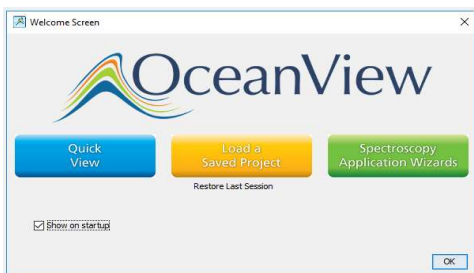 Welcome Screen
OceanView
Quick
View
Load a
Saved Project
Spectroscopy
Application Wizards
Restore Last Session
Show on startup
OK